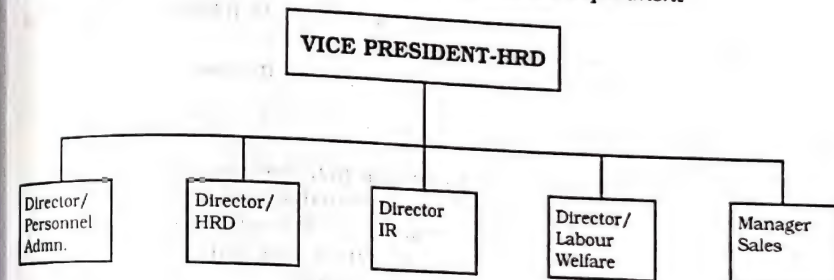 VICE PRESIDENT-HRD
Director/
Personnel
Admn.
Director/
HRD
Director
IR
Director/
Labour
Welfare
Manager
Sales